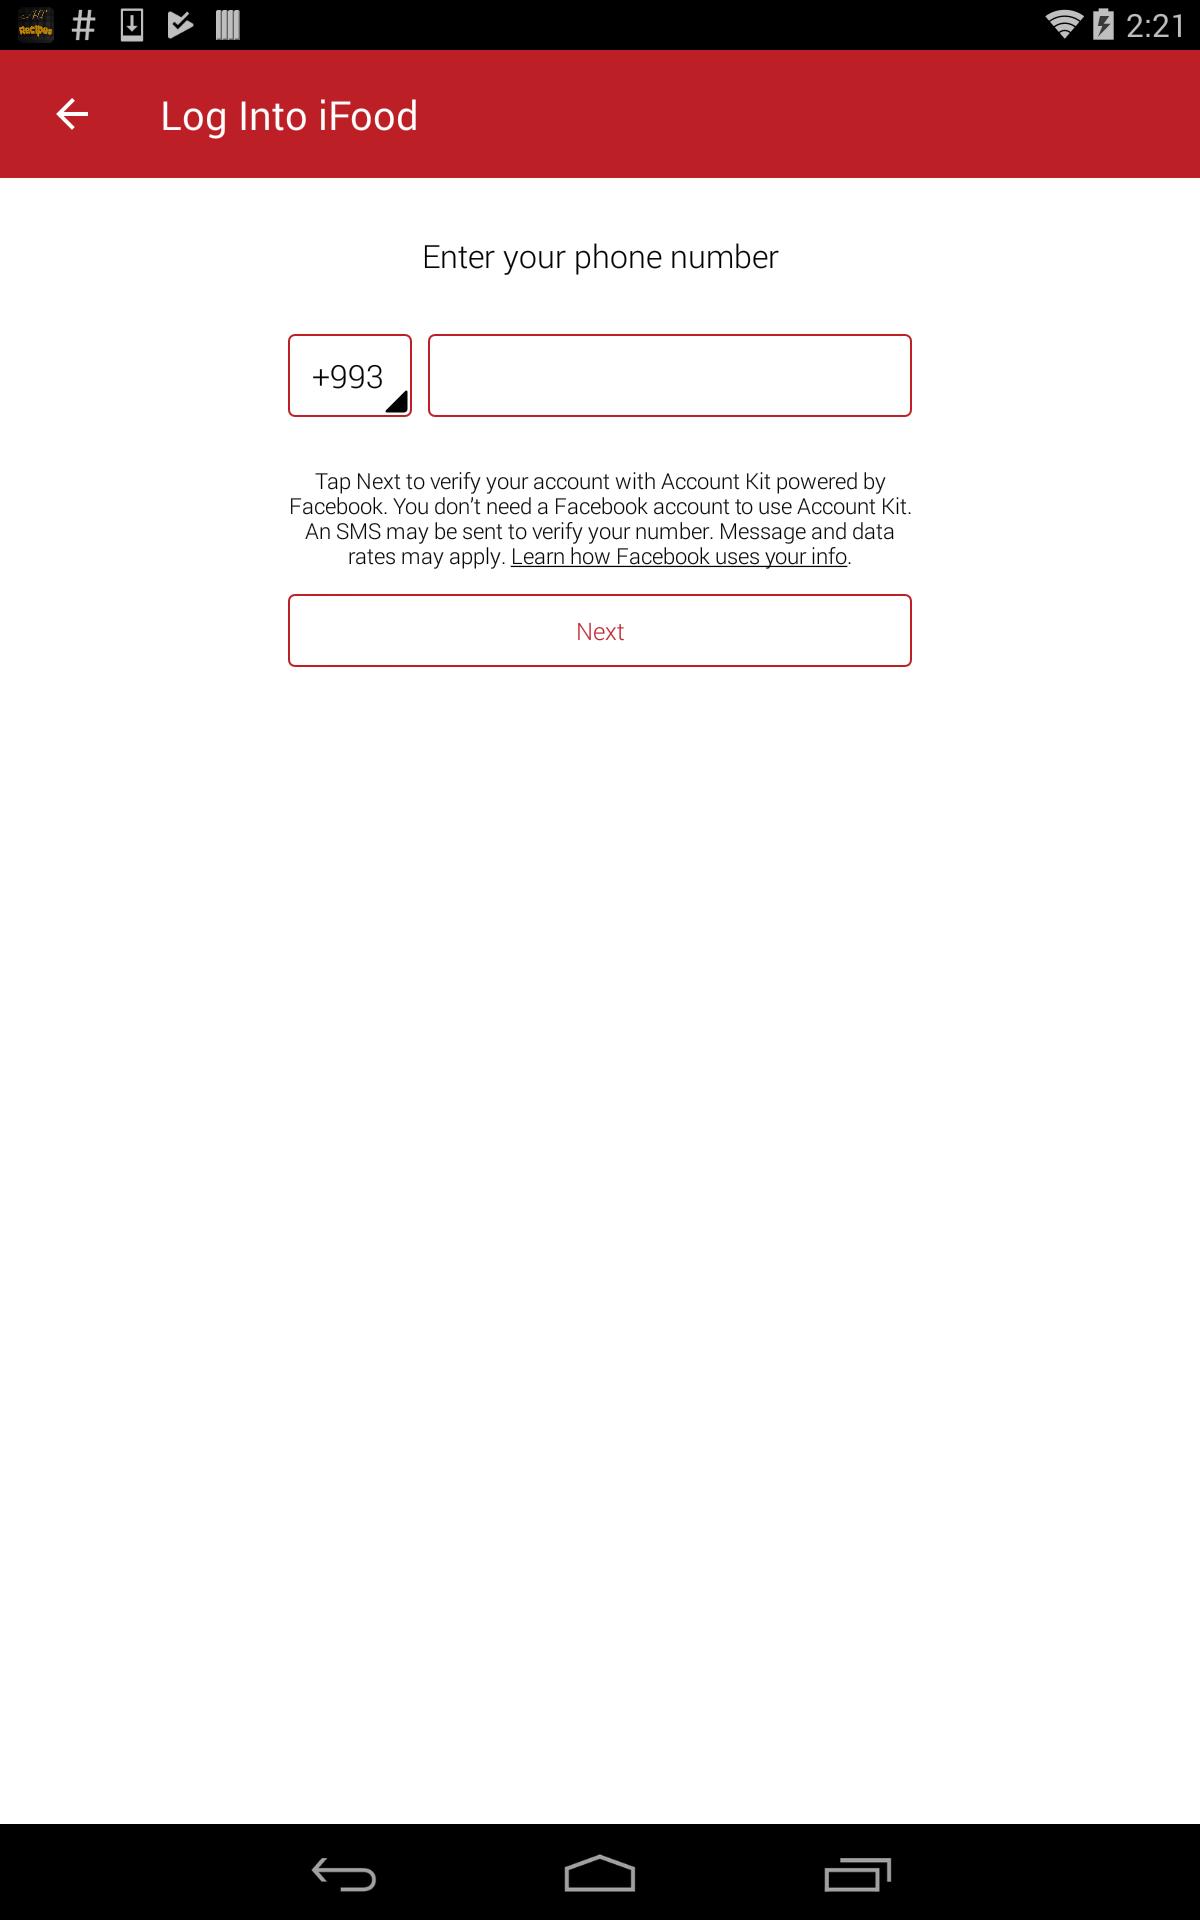 Recipes
2:21
Log Into iFood
Enter your phone number
+993
Tap Next to verify your account with Account Kit powered by
Facebook. You don’t need a Facebook account to use Account Kit.
An SMS may be sent to verify your number. Message and data
rates may apply. Learn how Facebook uses your info.
Next